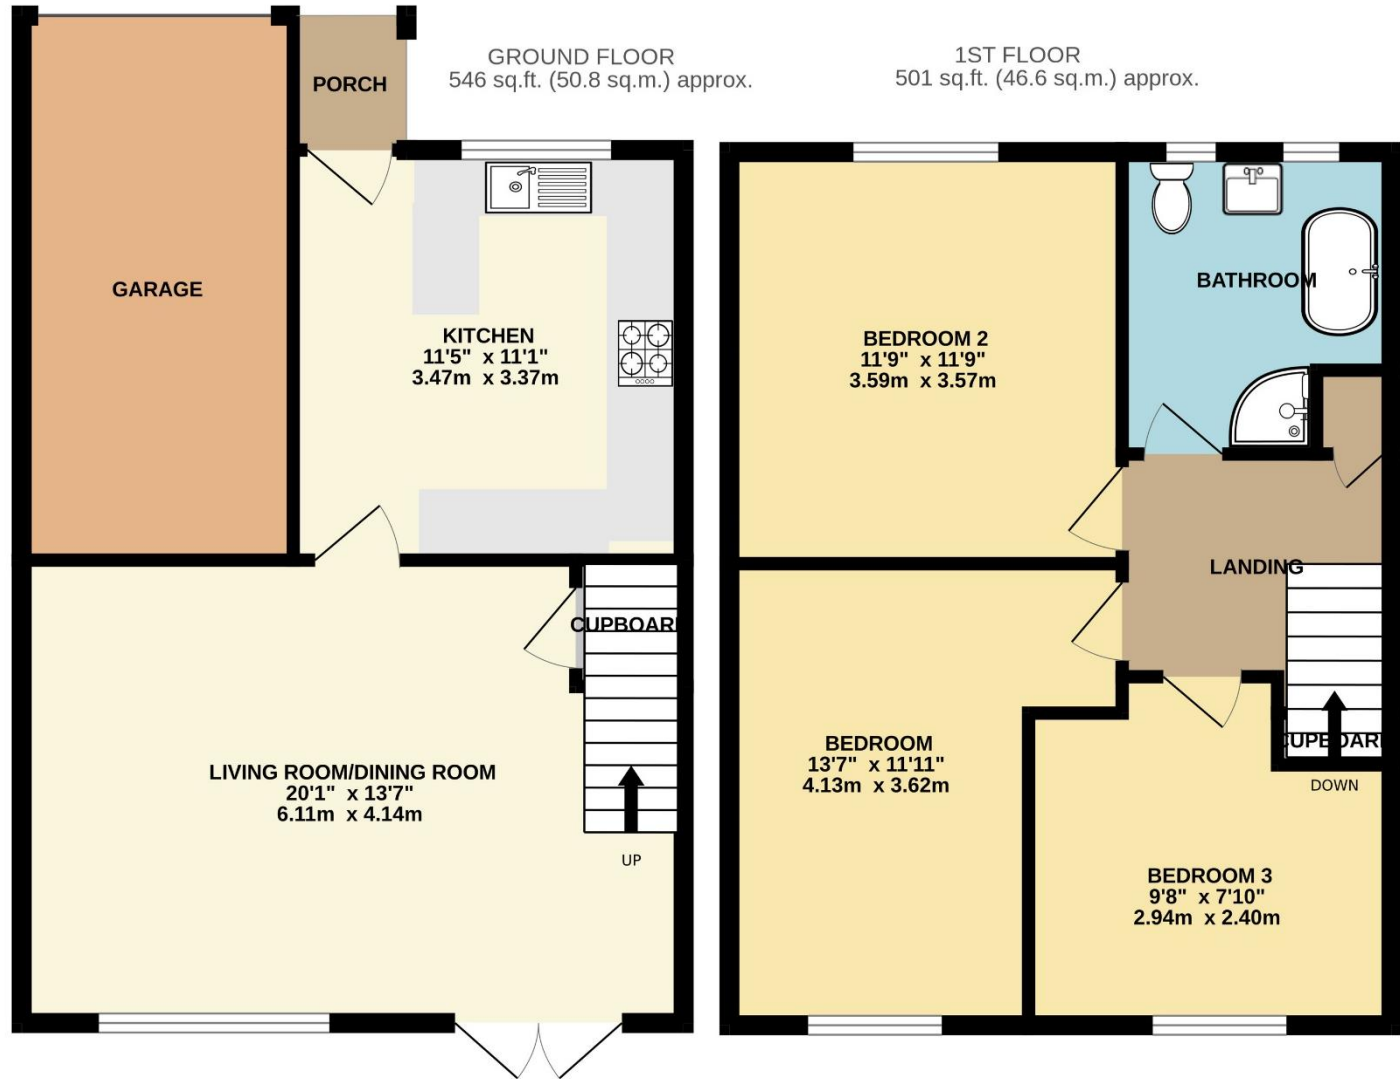 GROUND FLOOR
546 sq.ft. (50.8 sq.m.) approx.
PORCH
GARAGE
KITCHEN
11'5" x 11'1"
3.47m x 3.37m
CUPBOARD
LIVING ROOM/DINING ROOM
20'1" x 13'7"
6.11m x 4.14m
UP
1ST FLOOR
501 sq.ft. (46.6 sq.m.) approx.
BATHROOM
BEDROOM 2
11'9" x 11'9"
3.59m x 3.57m
LANDING
BEDROOM
13'7" x 11'11"
4.13m x 3.62m
CUPBOARD
DOWN
BEDROOM 3
9'8" x 7'10"
2.94m x 2.40m